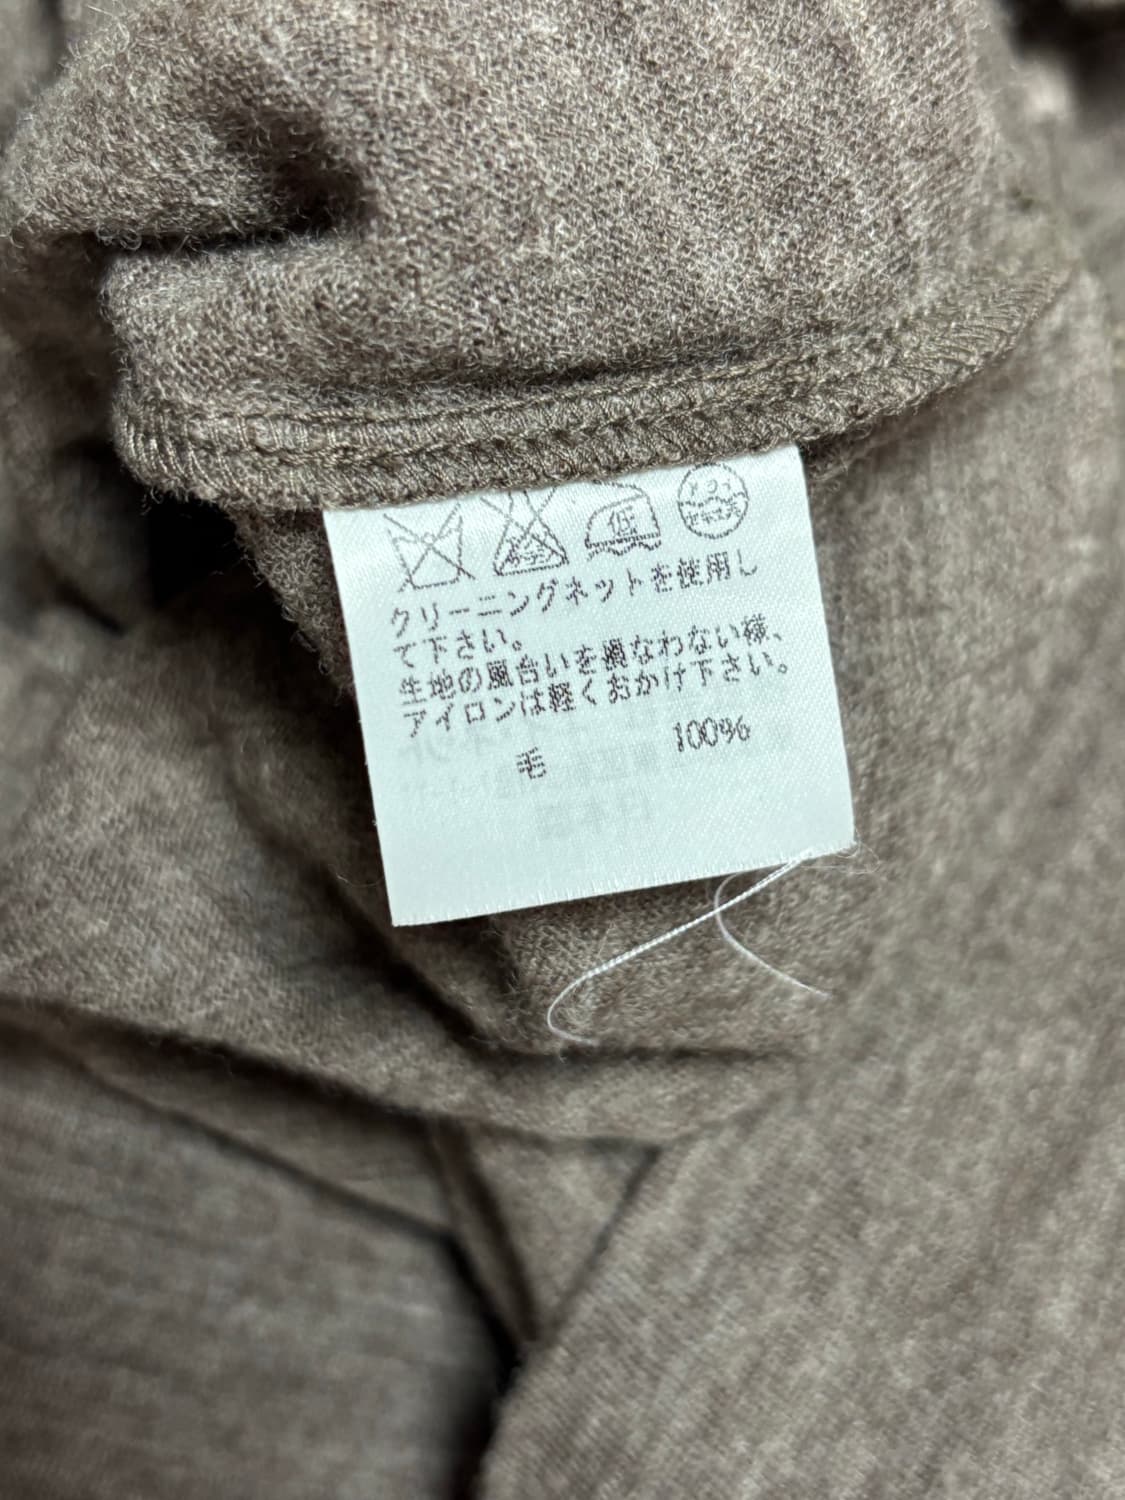 低
クリーニングネットを使用し
て下さい。
生地の風合いを損なわない様、
アイロンは軽くおかけ下さい。
毛 100%